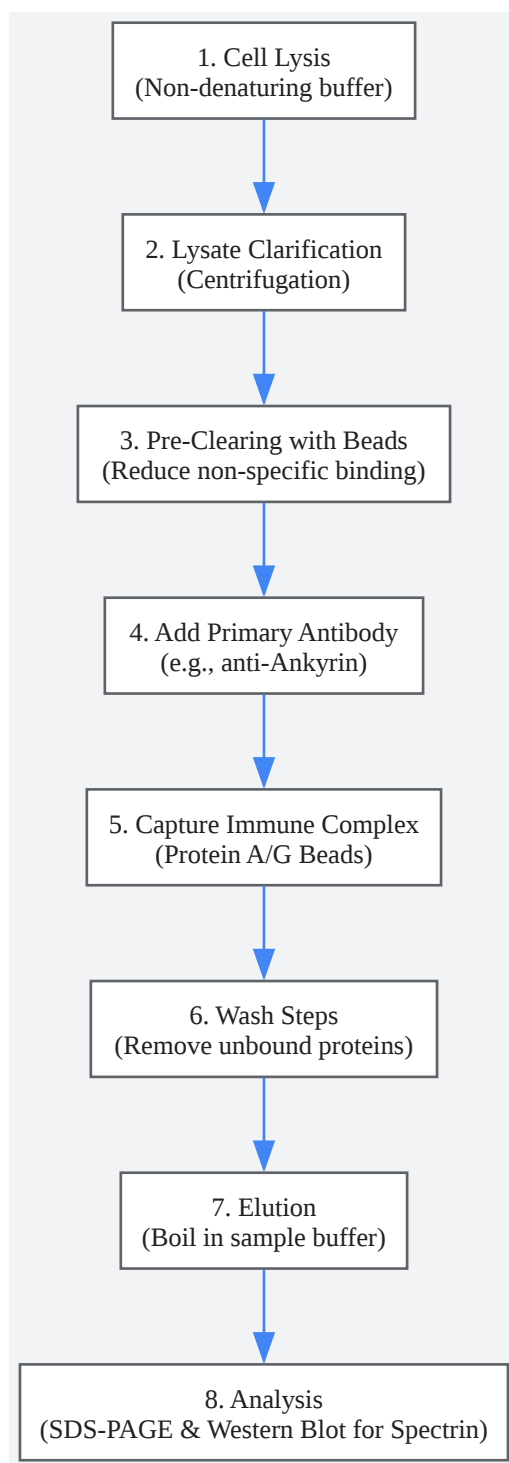 1. Cell Lysis
(Non-denaturing buffer)
2. Lysate Clarification
(Centrifugation)
3. Pre-Clearing with Beads
(Reduce non-specific binding)
4. Add Primary Antibody
(e.g., anti-Ankyrin)
5. Capture Immune Complex
(Protein A/G Beads)
6. Wash Steps
(Remove unbound proteins)
7. Elution
(Boil in sample buffer)
8. Analysis
(SDS-PAGE & Western Blot for Spectrin)